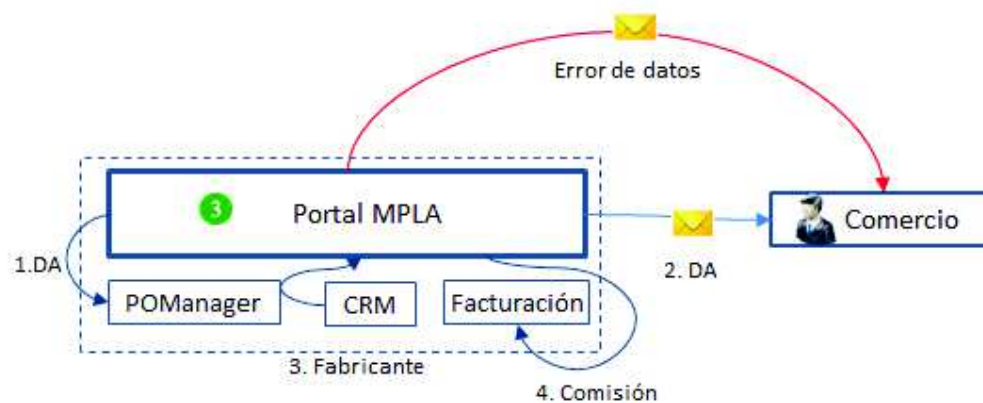 Error de datos
3
Portal MPLA
Comercio
1.DA
2. DA
POManager
CRM
Facturación
3. Fabricante
4. Comisión